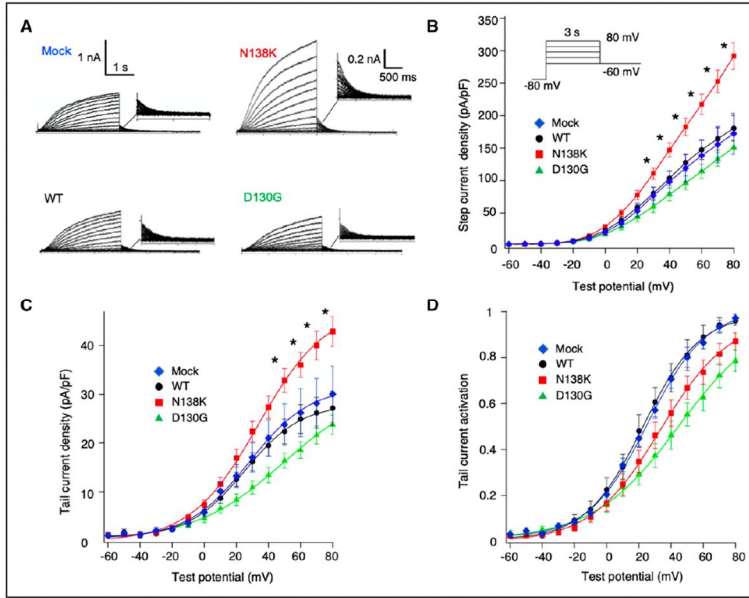 A
Mock
1 nA
1 s
N138K
0.2 nA
500 ms
WT
D130G
B
3 s
80 mV
-80 mV
-60 mV
Mock
WT
N138K
D130G
Step current density (pA/pF)
350
300
250
200
150
100
50
-60 -40 -20 0 20 40 60 80
Test potential (mV)
* * * * * *
C
Mock
WT
N138K
D130G
Tail current density (pA/pF)
40
30
20
10
0
-60 -40 -20 0 20 40 60 80
Test potential (mV)
* * * *
D
Mock
WT
N138K
D130G
Tail current activation
1
0.8
0.6
0.4
0.2
0
-60 -40 -20 0 20 40 60 80
Test potential (mV)